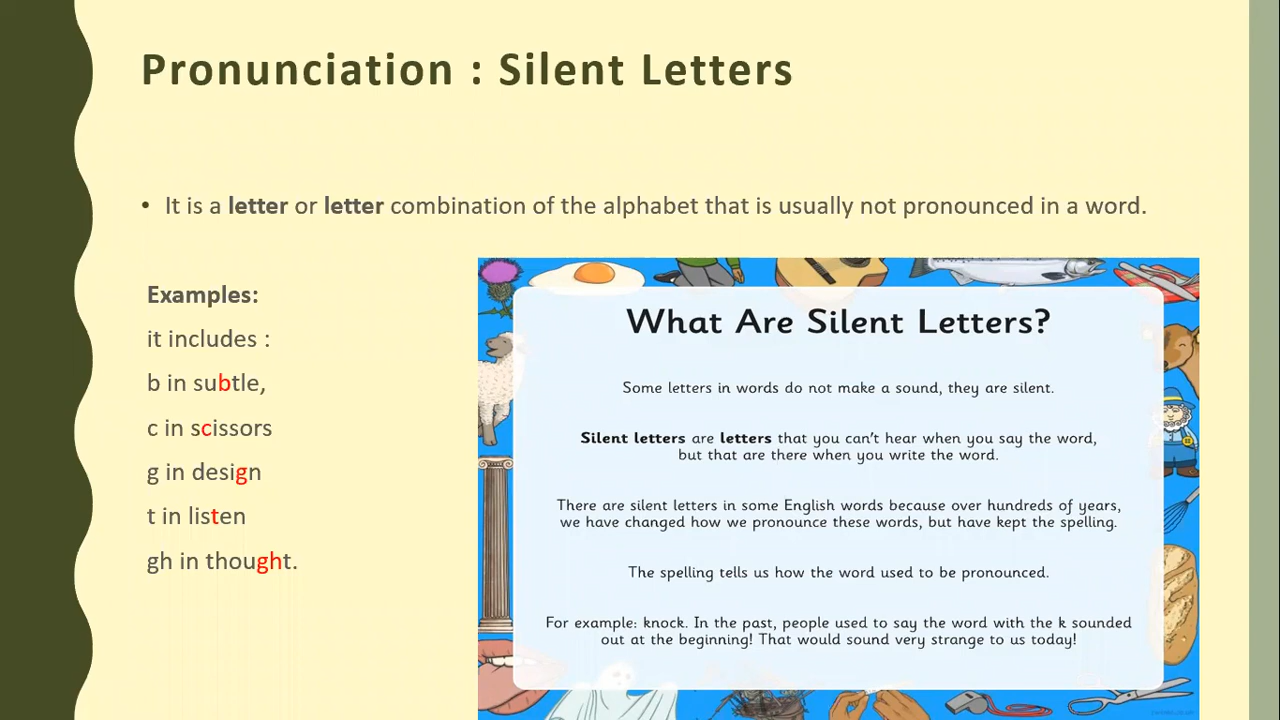 Pronunciation : Silent Letters
• It is a letter or letter combination of the alphabet that is usually not pronounced in a word.
Examples:
it includes :
b in subtle,
c in scissors
g in design
t in listen
gh in thought.
What Are Silent Letters?
Some letters in words do not make a sound, they are silent.
Silent letters are letters that you can't hear when you say the word,
but that are there when you write the word.
There are silent letters in some English words because over hundreds of years,
we have changed how we pronounce these words, but have kept the spelling.
The spelling tells us how the word used to be pronounced.
For example: knock. In the past, people used to say the word with the k sounded
out at the beginning! That would sound very strange to us today!